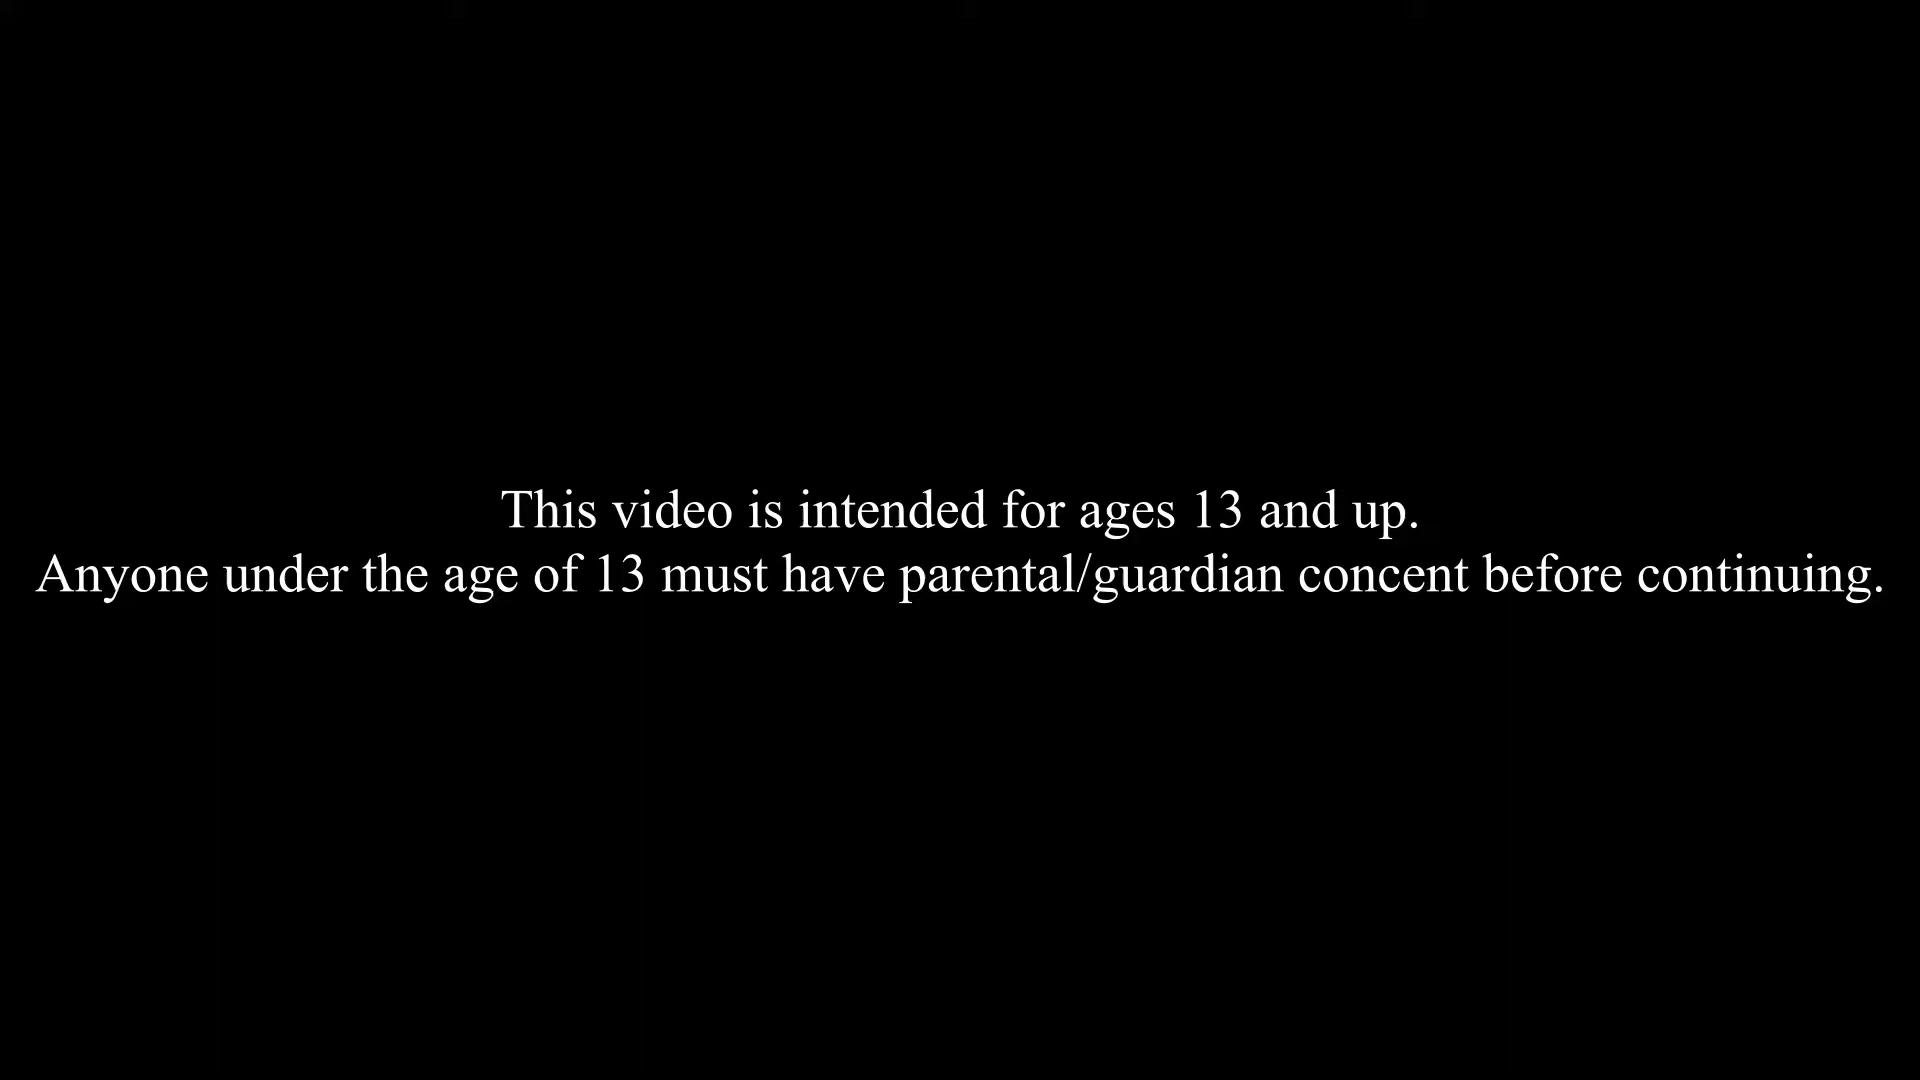 This video is intended for ages 13 and up.
Anyone under the age of 13 must have parental/guardian concent before continuing.